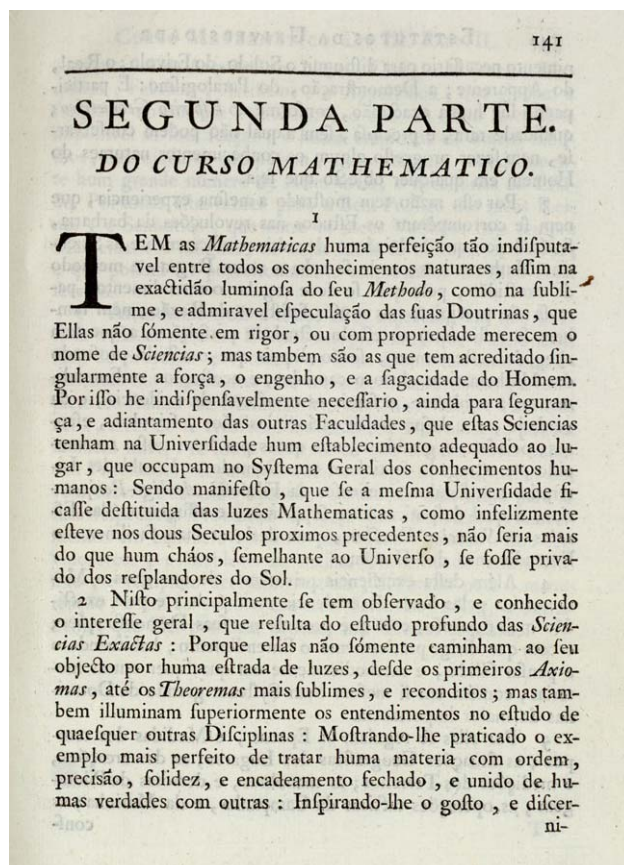 141
SEGUNDA PARTE.
DO CURSO MATHEMATICO.
1
TEM as Mathematicas huma perfeição tão indiſputa-
vel entre todos os conhecimentos naturaes, aſſim na
exactidão luminoſa do ſeu Methodo, como na ſubli-
me, e admiravel eſpeculação das ſuas Doutrinas, que
Ellas não ſómente em rigor, ou com propriedade merecem o
nome de Sciencias; mas tambem são as que tem acreditado ſin-
gularmente a força, o engenho, e a ſagacidade do Homem.
Por iſſo he indiſpenſavelmente neceſſario, ainda para ſeguran-
ça, e adiantamento das outras Faculdades, que eſtas Sciencias
tenham na Univerſidade hum eſtablecimento adequado ao lu-
gar, que occupam no Syſtema Geral dos conhecimentos hu-
manos: Sendo manifeſto, que ſe a meſma Univerſidade fi-
caſſe deſtituida das luzes Mathematicas, como infelizmente
eſteve nos dous Seculos proximos precedentes, não ſeria mais
do que hum cháos, ſemelhante ao Univerſo, ſe foſſe priva-
do dos reſplandores do Sol.
2 Niſto principalmente ſe tem obſervado, e conhecido
o intereſſe geral, que reſulta do eſtudo profundo das Scien-
cias Exactas: Porque ellas não ſómente caminham ao ſeu
objecto por huma eſtrada de luzes, deſde os primeiros Axio-
mas, até os Theoremas mais ſublimes, e reconditos; mas tam-
bem illuminam ſuperiormente os entendimentos no eſtudo de
quaeſquer outras Diſciplinas: Moſtrando-lhe praticado o ex-
emplo mais perfeito de tratar huma materia com ordem,
preciſão, ſolidez, e encadeamento fechado, e unido de hu-
mas verdades com outras: Inſpirando-lhe o goſto, e diſcer-
ni-